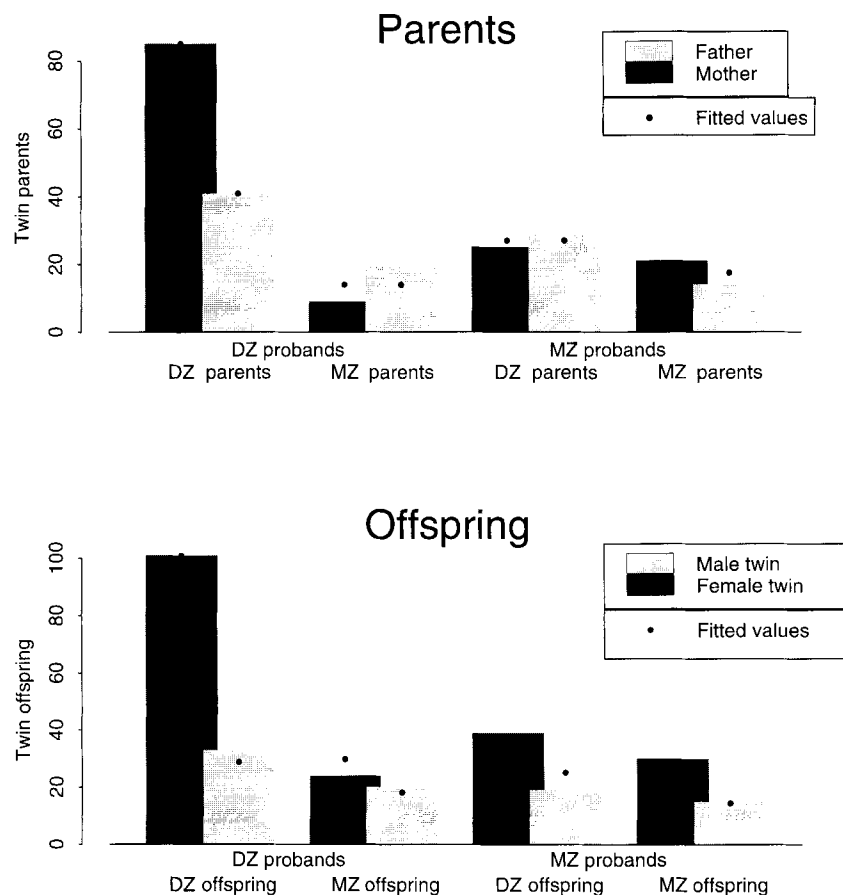 Parents
Father
Mother
Fitted values
Twin parents
80
60
40
20
0
DZ probands MZ probands
DZ parents MZ parents DZ parents MZ parents
Offspring
Male twin
Female twin
Fitted values
Twin offspring
100
80
60
40
20
0
DZ probands MZ probands
DZ offspring MZ offspring DZ offspring MZ offspring